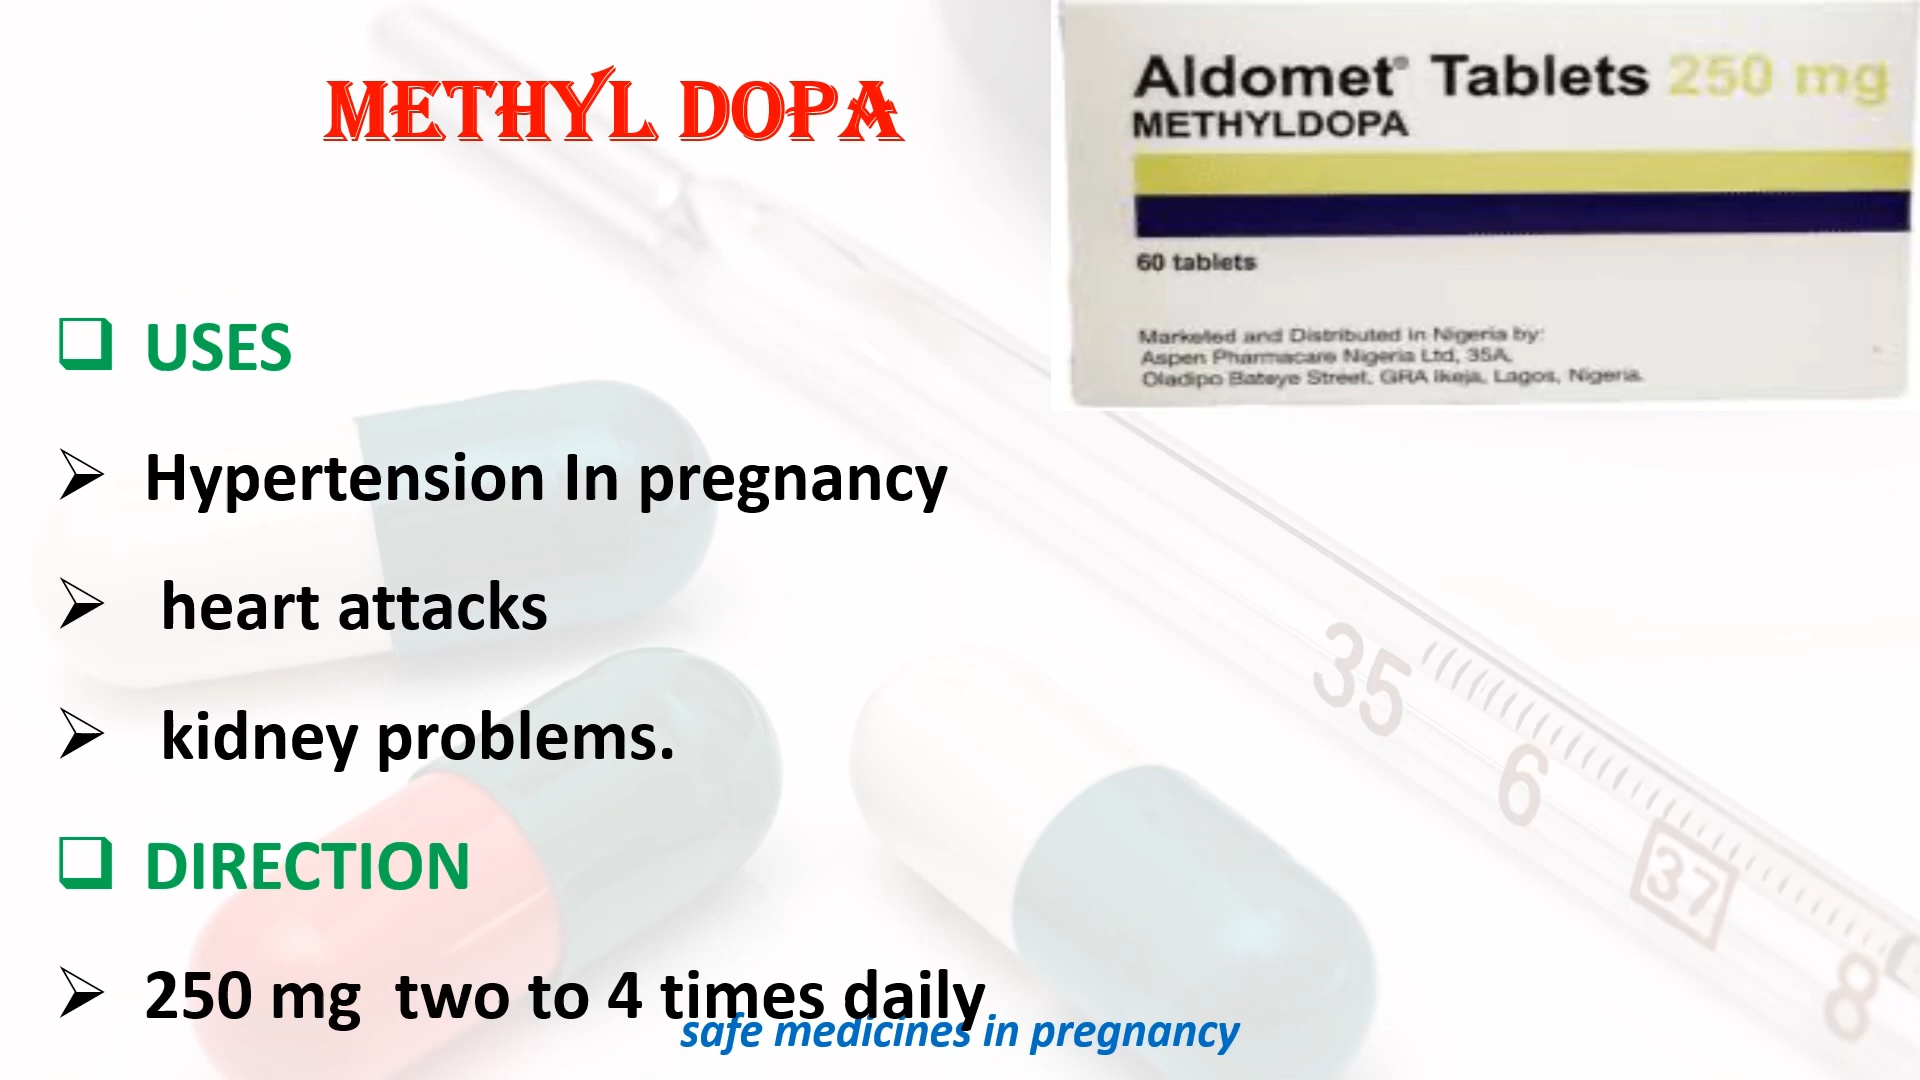 METHYL DOPA
Aldomet® Tablets 250 mg
METHYLDOPA
60 tablets
Marketed and Distributed in Nigeria by:
Aspen Pharmacare Nigeria Ltd, 35A,
Oladipo Bateye Street, GRA Ikeja, Lagos, Nigeria.
USES
Hypertension In pregnancy
heart attacks
kidney problems.
DIRECTION
250 mg two to 4 times daily
safe medicines in pregnancy
35
6
37
8